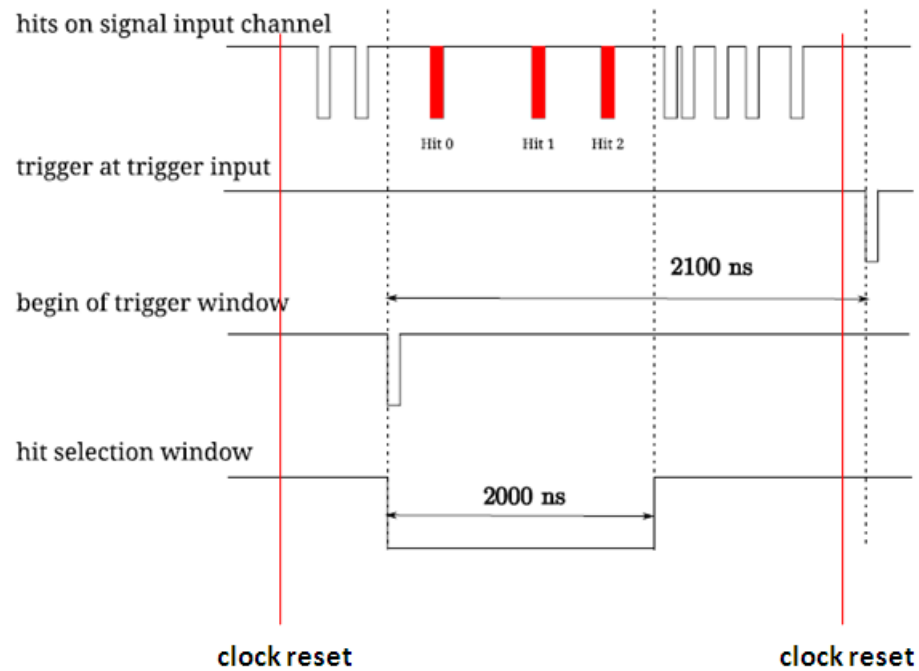 hits on signal input channel
Hit 0
Hit 1
Hit 2
trigger at trigger input
2100 ns
begin of trigger window
hit selection window
2000 ns
clock reset
clock reset